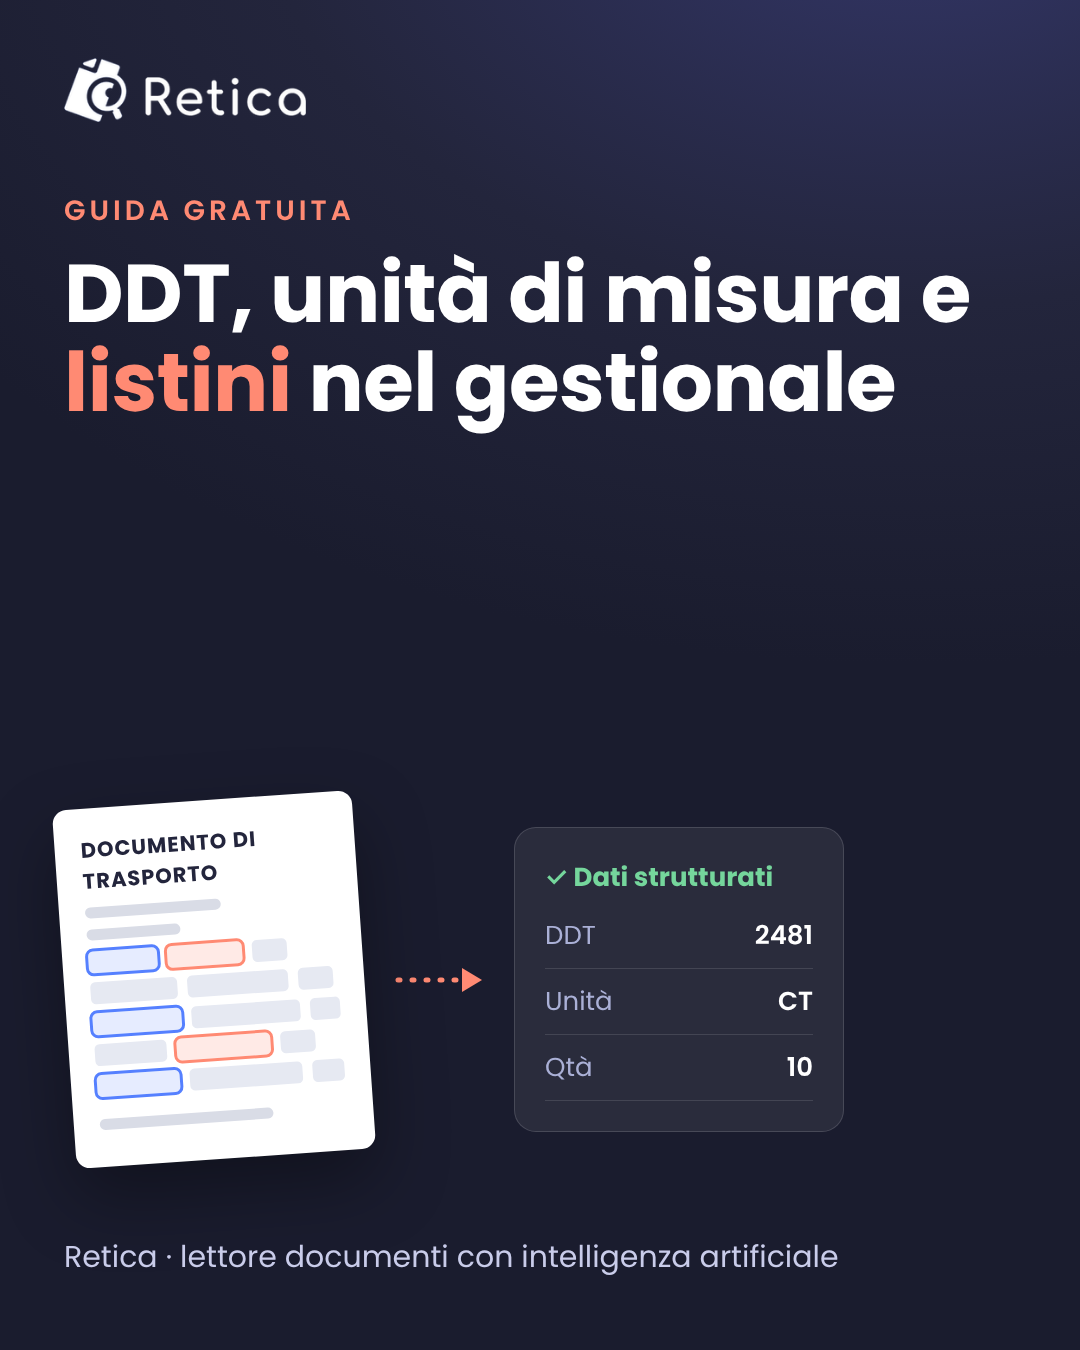 Retica
GUIDA GRATUITA
DDT, unità di misura e
listini nel gestionale
DOCUMENTO DI
TRASPORTO
✓ Dati strutturati
DDT 2481
Unità CT
Qtà 10
Retica · lettore documenti con intelligenza artificiale